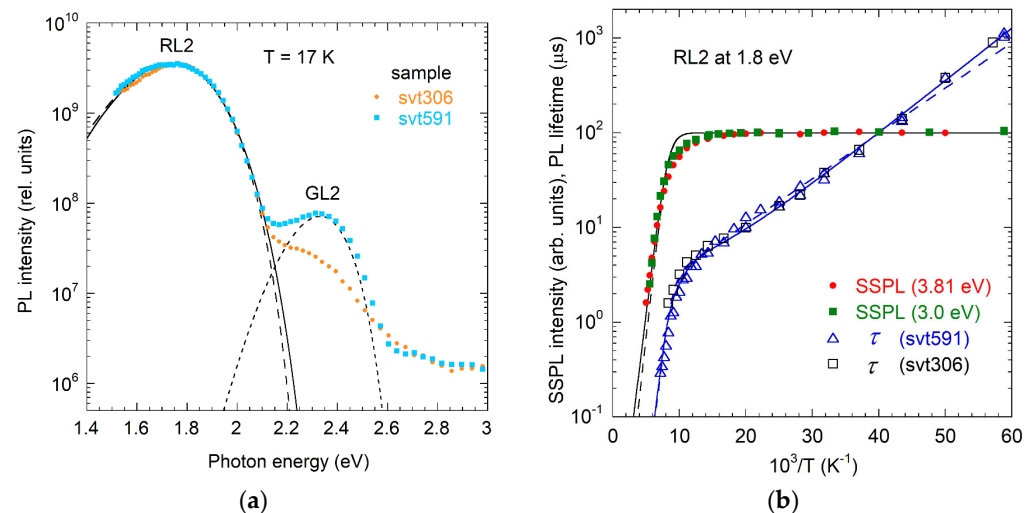 10^10
10^9
10^8
10^7
10^6
PL intensity (rel. units)
RL2
T = 17 K
sample
svt306
svt591
GL2
1.4 1.6 1.8 2 2.2 2.4 2.6 2.8 3
Photon energy (eV)
(a)
10^3
10^2
10^1
10^0
10^-1
SSPL intensity (arb. units), PL lifetime (μs)
RL2 at 1.8 eV
SSPL (3.81 eV)
SSPL (3.0 eV)
τ (svt591)
τ (svt306)
0 10 20 30 40 50 60
10^3/T (K^-1)
(b)